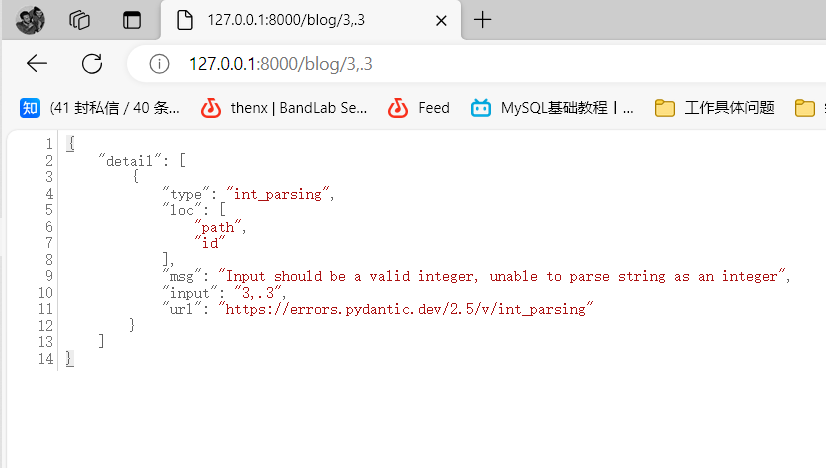 127.0.0.1:8000/blog/3,.3
127.0.0.1:8000/blog/3,.3
知 (41 封私信 / 40 条... thenx | BandLab Se... Feed MySQL基础教程丨... 工作具体问题
1 {
2 "detail": [
3 {
4 "type": "int_parsing",
5 "loc": [
6 "path",
7 "id"
8 ],
9 "msg": "Input should be a valid integer, unable to parse string as an integer",
10 "input": "3,.3",
11 "url": "https://errors.pydantic.dev/2.5/v/int_parsing"
12 }
13 ]
14 }